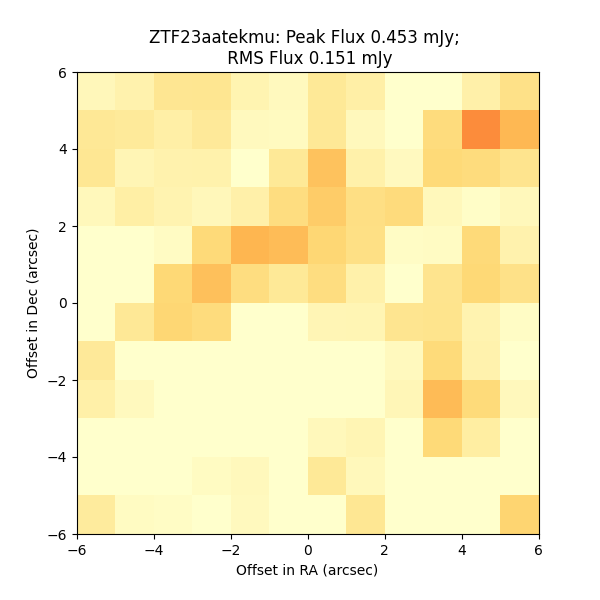 ZTF23aatekmu: Peak Flux 0.453 mJy;
RMS Flux 0.151 mJy
6
4
2
0
−2
−4
−6
Offset in Dec (arcsec)
−6 −4 −2 0 2 4 6
Offset in RA (arcsec)